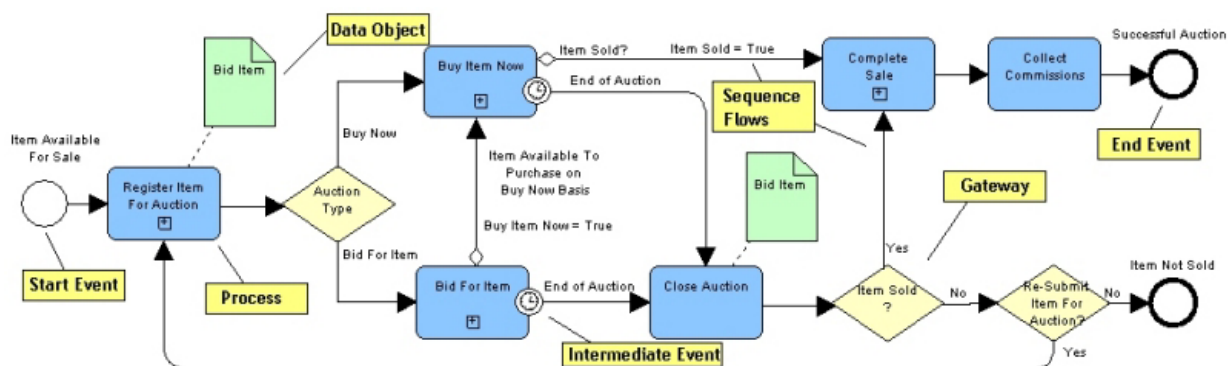 Data Object
Bid Item
Item Available
For Sale
Register Item
For Auction
Start Event
Process
Buy Now
Auction
Type
Bid For Item
Buy Item Now
Item Sold?
Item Sold = True
End of Auction
Item Available To
Purchase on
Buy Now Basis
Buy Item Now = True
Bid For Item
End of Auction
Intermediate Event
Sequence
Flows
Bid Item
Close Auction
Complete
Sale
Collect
Commissions
Successful Auction
End Event
Gateway
Yes
Item Sold
?
No
Re-Submit
Item For
Auction?
No
Yes
Item Not Sold